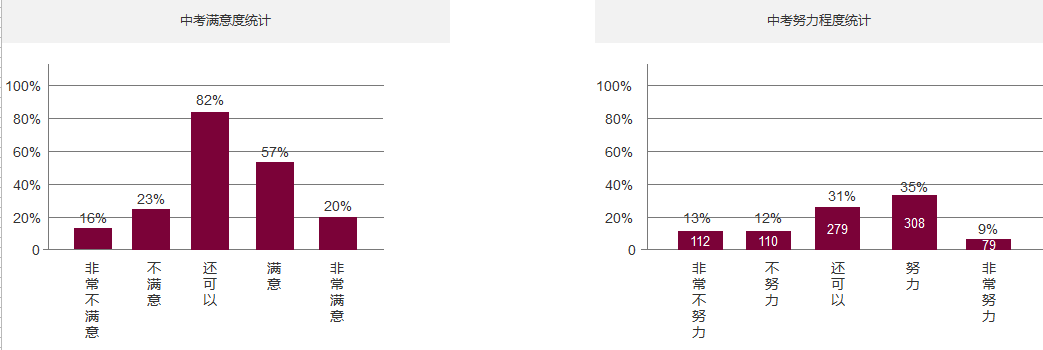 中考满意度统计
100%
80%
60%
40%
20%
0
16%
23%
82%
57%
20%
非常不满意
不满意
还可以
满意
非常满意
中考努力程度统计
100%
80%
60%
40%
20%
0
13%
12%
31%
35%
9%
112
110
279
308
79
非常不努力
不努力
还可以
努力
非常努力